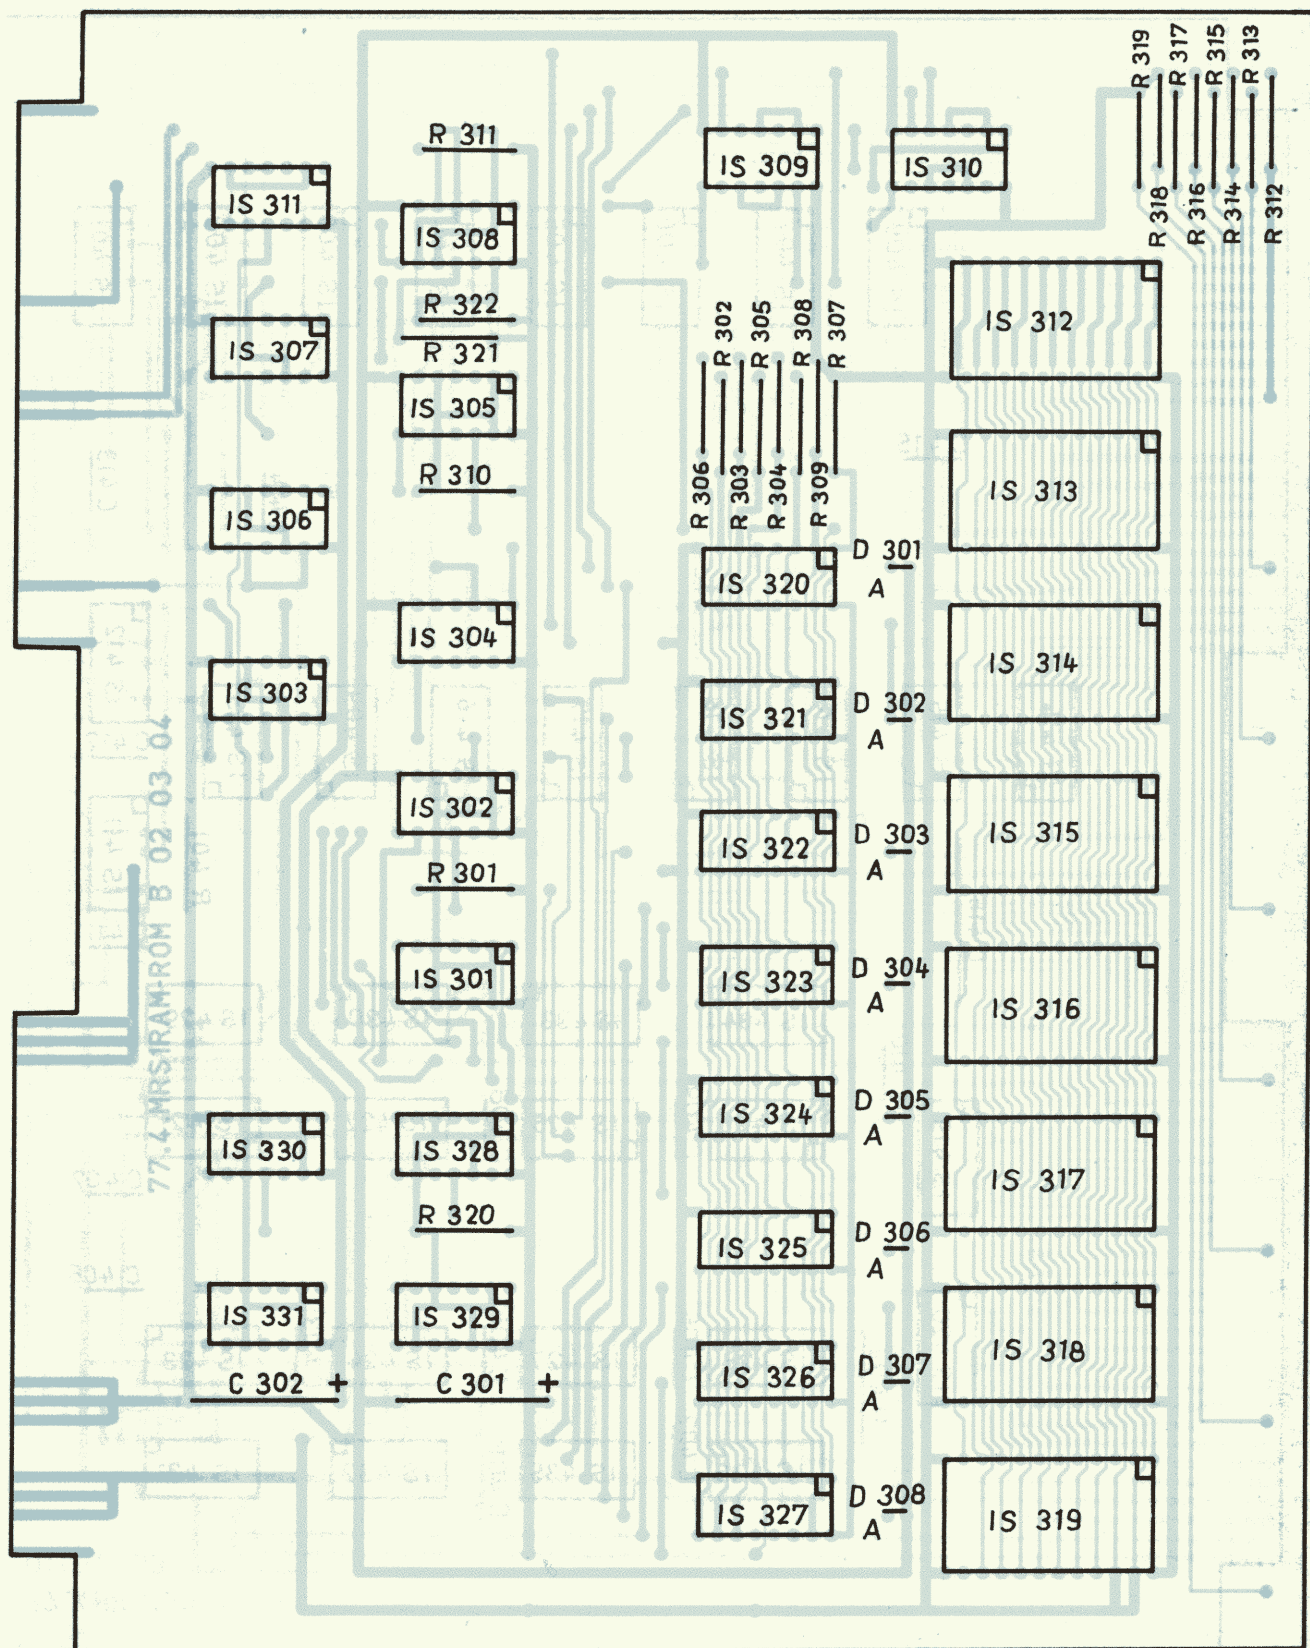 R 319
R 317
R 315
R 313
R 311
IS 309
IS 310
IS 311
IS 308
R 318
R 316
R 314
R 312
R 322
R 302
R 305
R 308
R 307
IS 312
IS 307
R 321
IS 305
R 310
R 306
R 303
R 304
R 309
IS 313
IS 306
D 301
A
IS 320
IS 304
IS 314
IS 303
IS 321
D 302
A
77.4.MRS1RAM-ROM B 02 03 04
IS 302
IS 322
D 303
A
IS 315
R 301
IS 301
IS 323
D 304
A
IS 316
IS 324
D 305
A
IS 330
IS 328
IS 317
R 320
IS 325
D 306
A
IS 331
IS 329
IS 318
C 302 +
C 301 +
IS 326
D 307
A
IS 327
D 308
A
IS 319